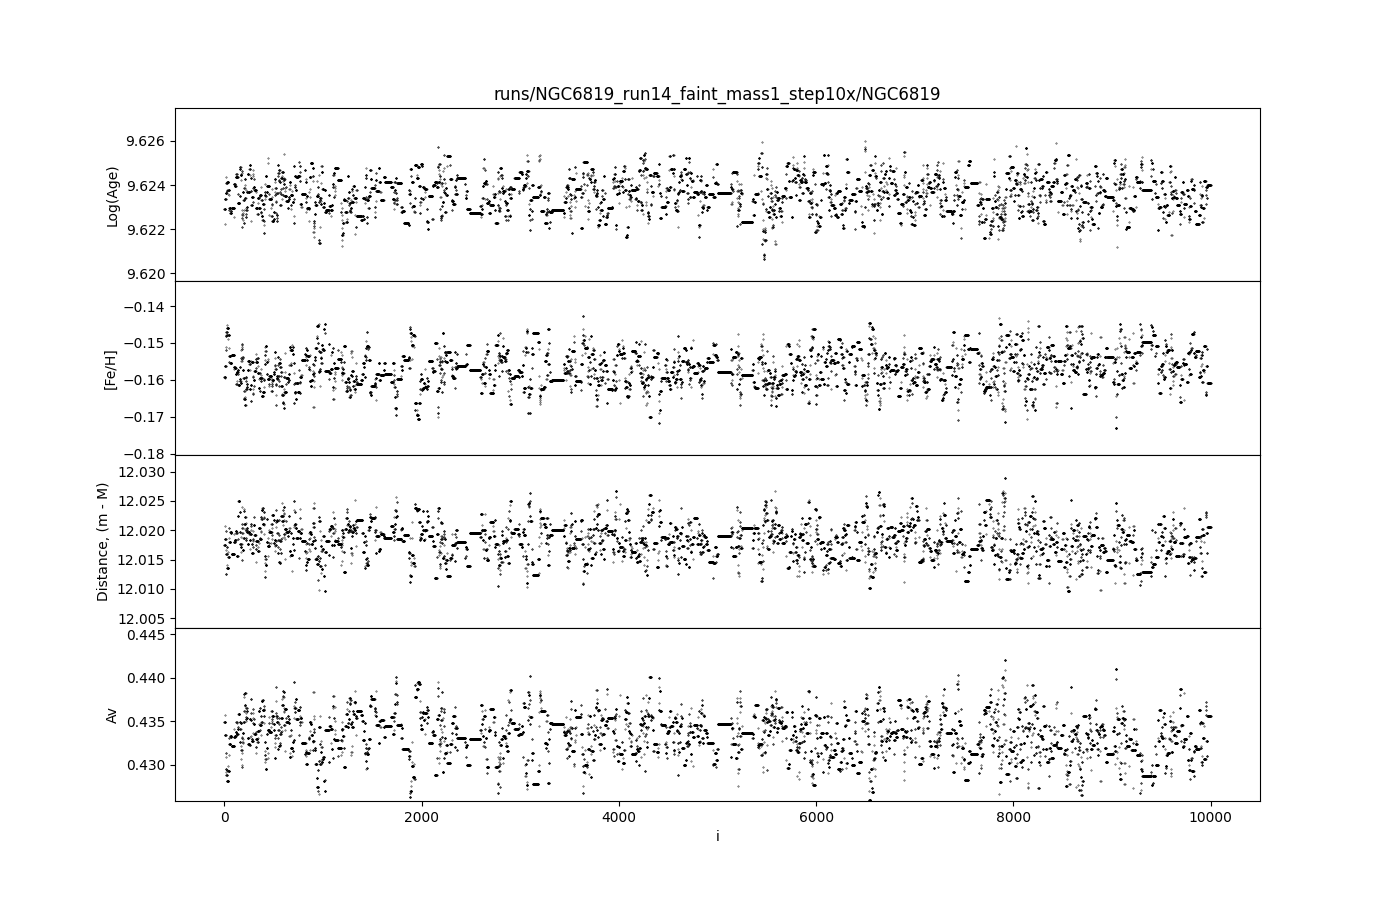 runs/NGC6819_run14_faint_mass1_step10x/NGC6819
9.626
9.624
9.622
9.620
Log(Age)
−0.14
−0.15
−0.16
−0.17
−0.18
[Fe/H]
12.030
12.025
12.020
12.015
12.010
12.005
Distance, (m - M)
0.445
0.440
0.435
0.430
Av
0 2000 4000 6000 8000 10000
i